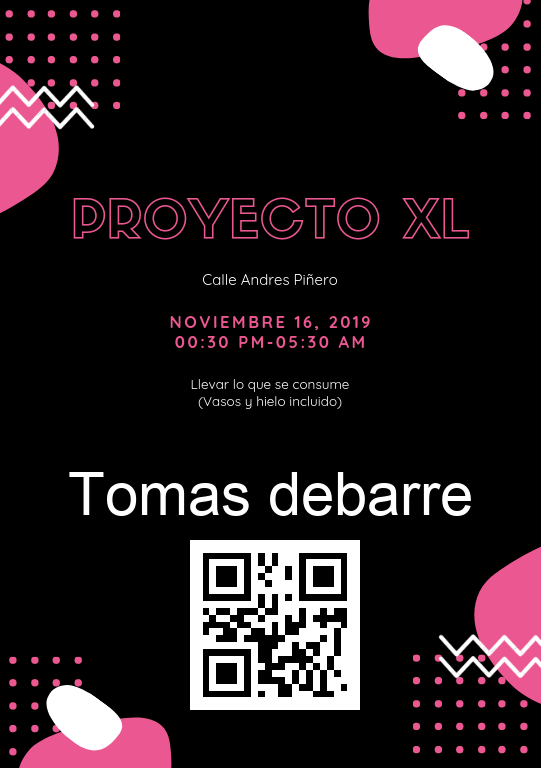 PROYECTO XL
Calle Andres Piñero
NOVIEMBRE 16, 2019
00:30 PM-05:30 AM
Llevar lo que se consume
(Vasos y hielo incluido)
Tomas debarre